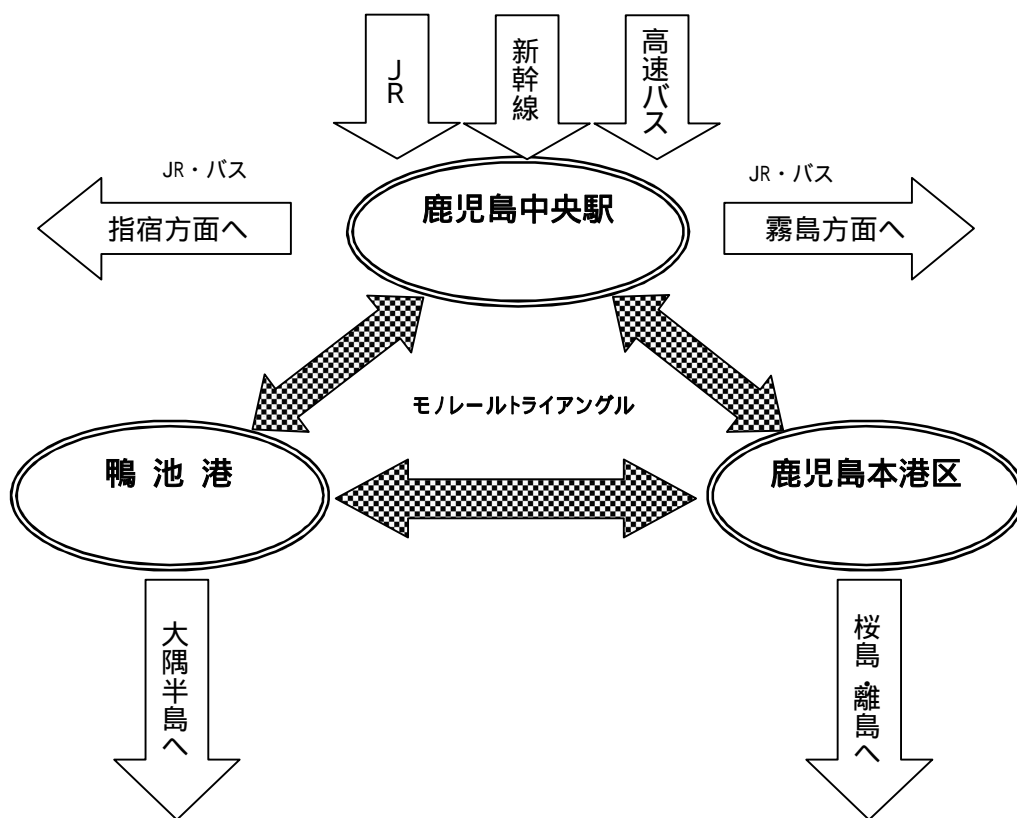 JR
新幹線
高速バス
JR・バス
JR・バス
指宿方面へ
鹿児島中央駅
霧島方面へ
モノレールトライアングル
鴨 池 港
鹿児島本港区
大隅半島へ
桜島・離島へ